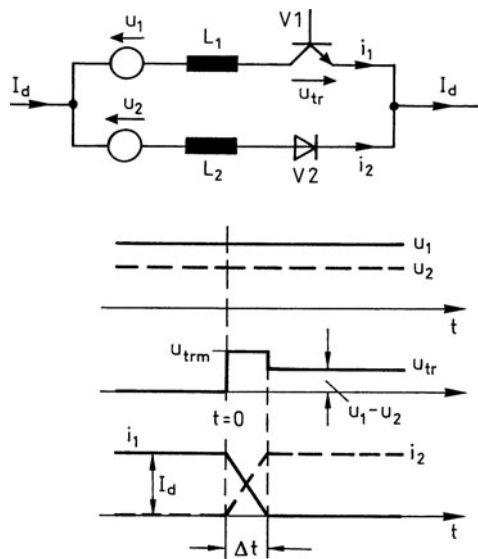 u1 L1 V1 i1
Id utr Id
u2
L2 V2 i2
u1
u2
t
utrm utr
t=0 u1−u2
i1 i2
Id
t
Δt